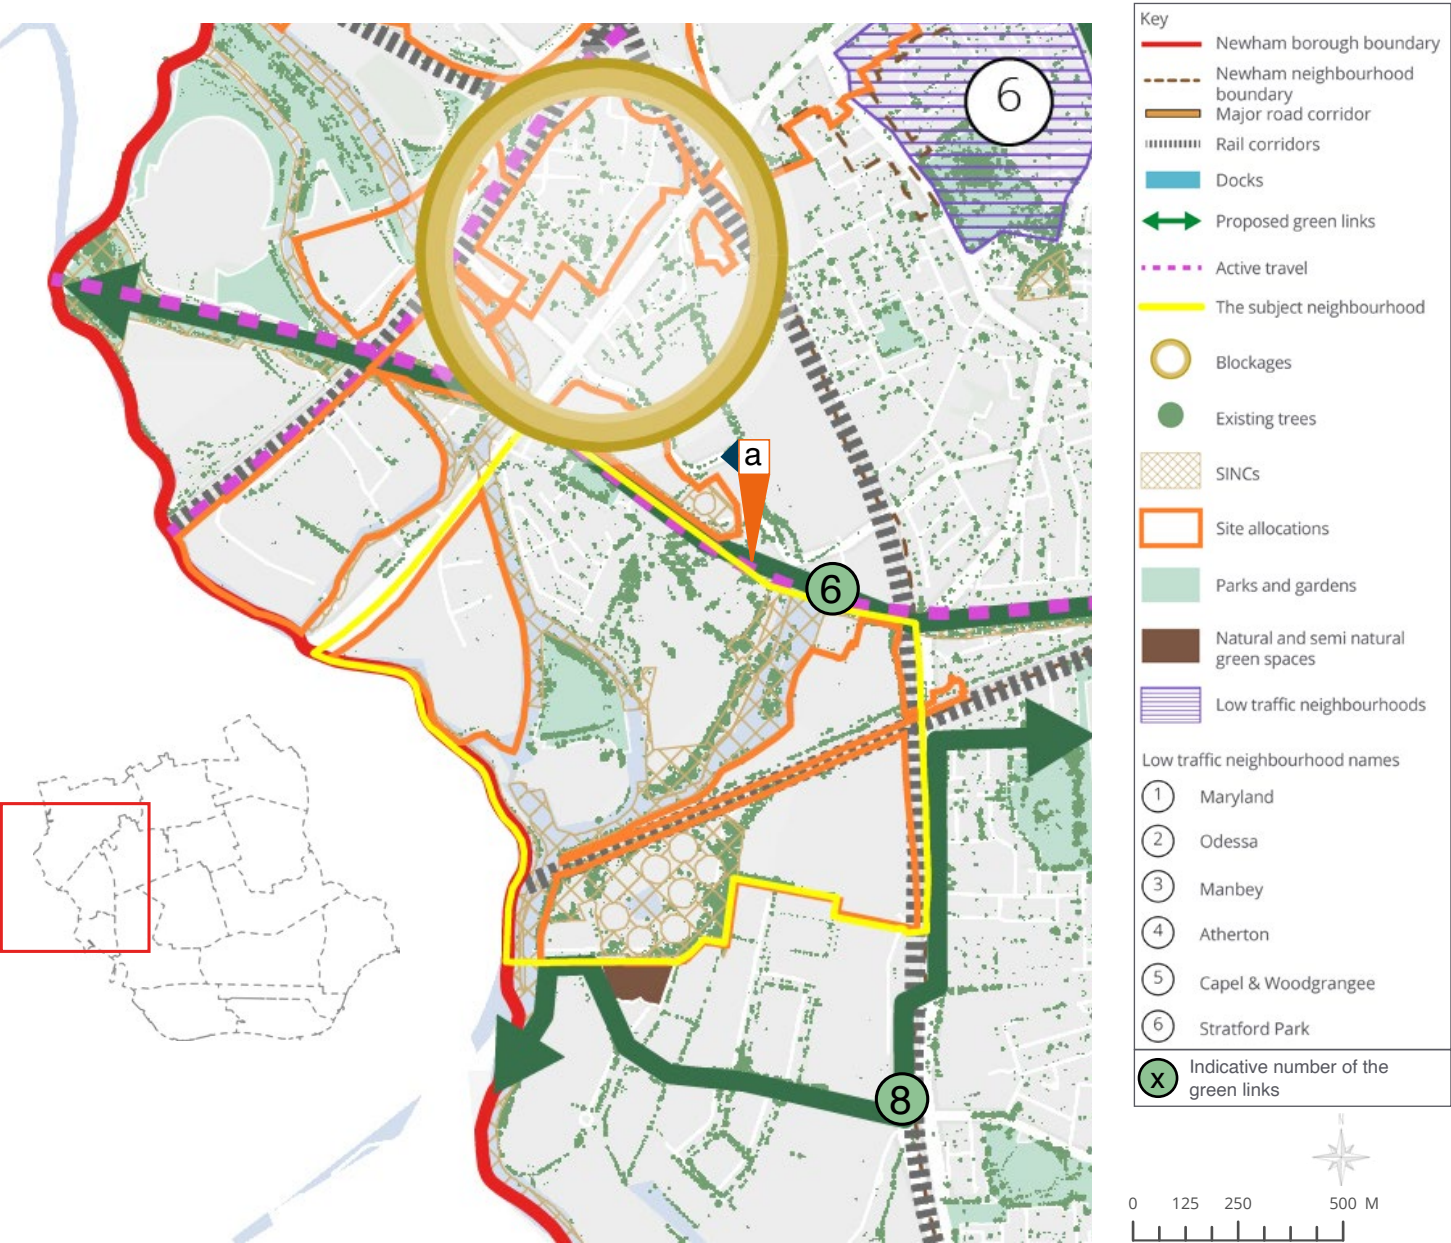 6
a
6
8
Key
Newham borough boundary
Newham neighbourhood
boundary
Major road corridor
Rail corridors
Docks
Proposed green links
Active travel
The subject neighbourhood
Blockages
Existing trees
SINCs
Site allocations
Parks and gardens
Natural and semi natural
green spaces
Low traffic neighbourhoods
Low traffic neighbourhood names
1 Maryland
2 Odessa
3 Manbey
4 Atherton
5 Capel & Woodgrangee
6 Stratford Park
x Indicative number of the
green links
N
0 125 250 500 M